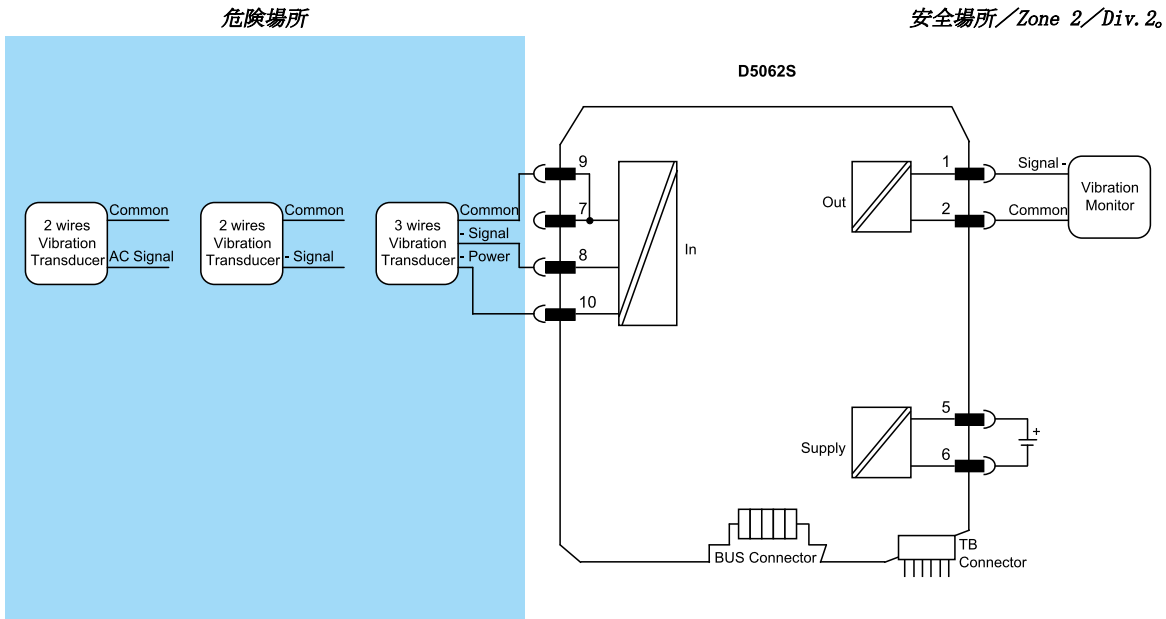 危険場所
安全場所／Zone 2／Div.2。
D5062S
9
7
8
10
In
Out
1
2
Signal -
Common
Vibration
Monitor
2 wires
Vibration
Transducer
Common
AC Signal
2 wires
Vibration
Transducer
Common
- Signal
3 wires
Vibration
Transducer
Common
- Signal
- Power
Supply
5
6
+
BUS Connector
TB
Connector